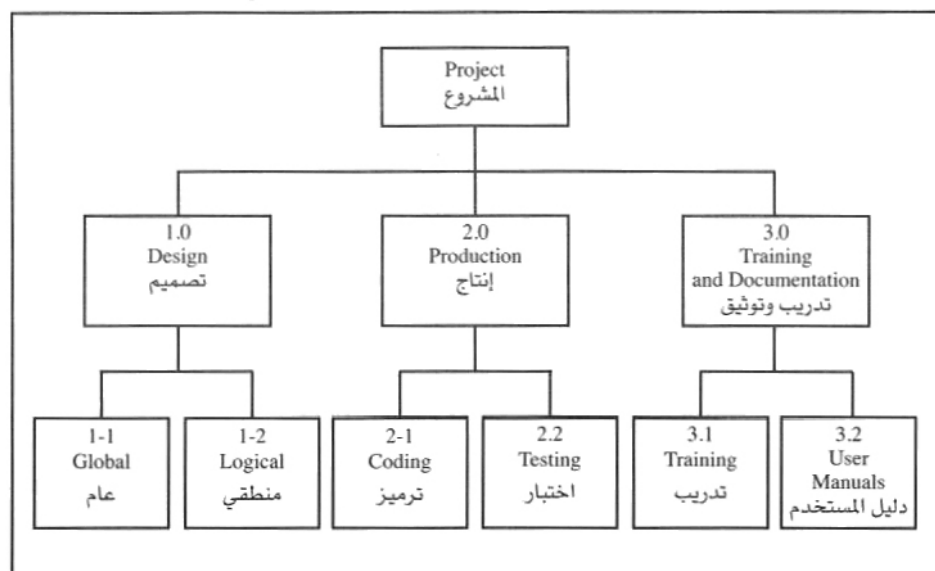 Project
المشروع
1.0
Design
تصميم
2.0
Production
إنتاج
3.0
Training
and Documentation
تدريب وتوثيق
1-1
Global
عام
1-2
Logical
منطقي
2-1
Coding
ترميز
2.2
Testing
اختبار
3.1
Training
تدريب
3.2
User
Manuals
دليل المستخدم